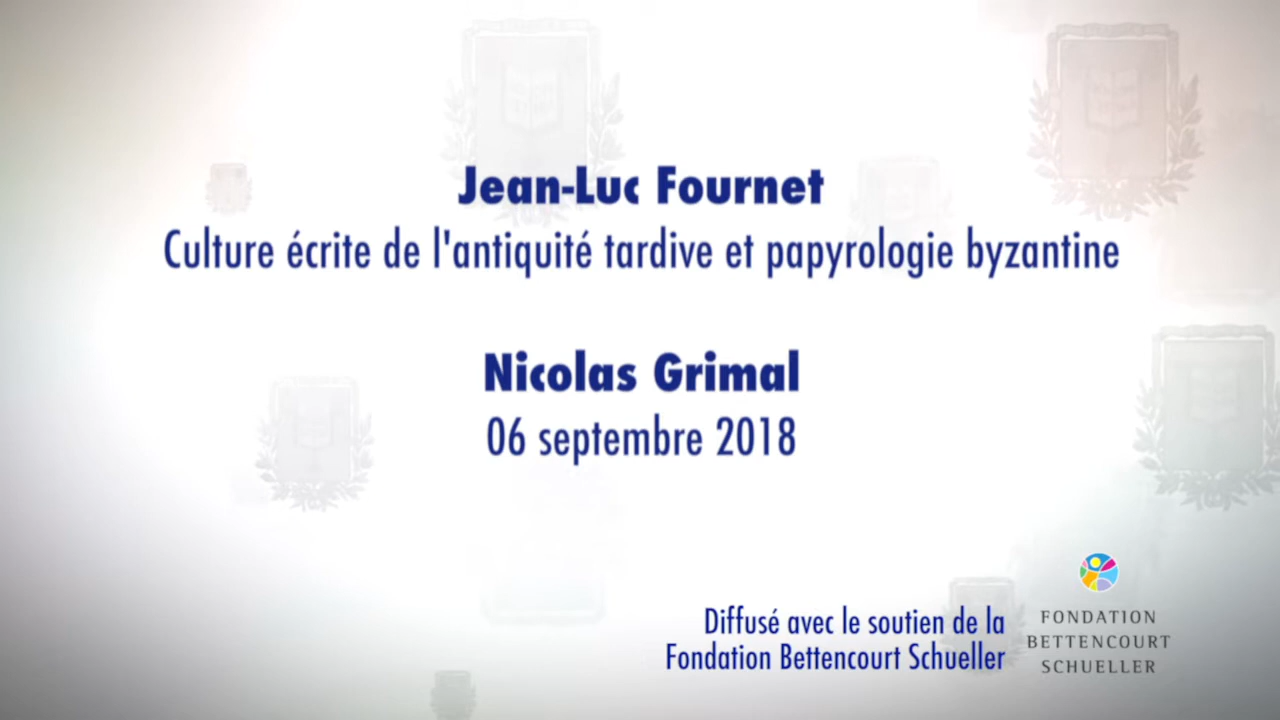 Jean-Luc Fournet
Culture écrite de l'antiquité tardive et papyrologie byzantine
Nicolas Grimal
06 septembre 2018
Diffusé avec le soutien de la
Fondation Bettencourt Schueller
FONDATION
BETTENCOURT
SCHUELLER